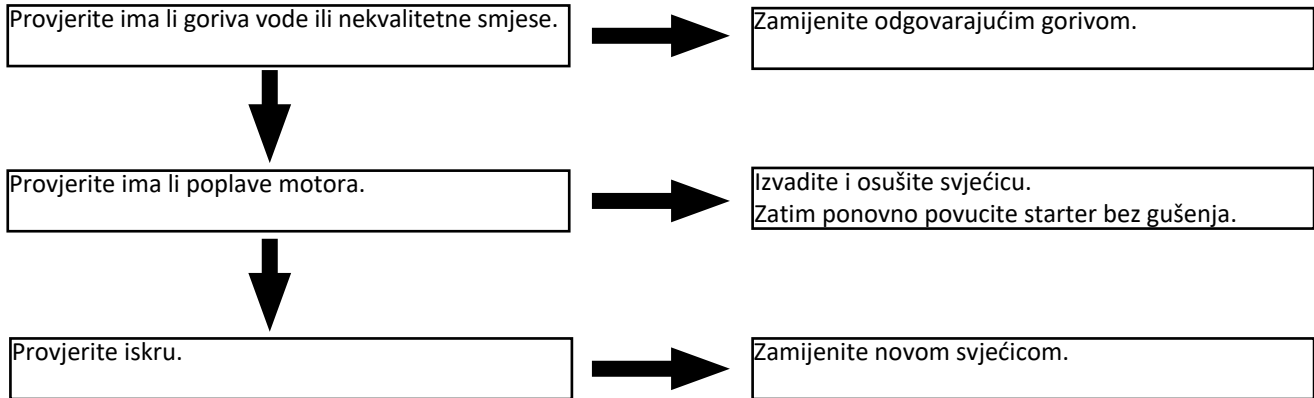 Provjerite ima li goriva vode ili nekvalitetne smjese.
Zamijenite odgovarajućim gorivom.
Provjerite ima li poplave motora.
Izvadite i osušite svjećicu.
Zatim ponovno povucite starter bez gušenja.
Provjerite iskru.
Zamijenite novom svjećicom.